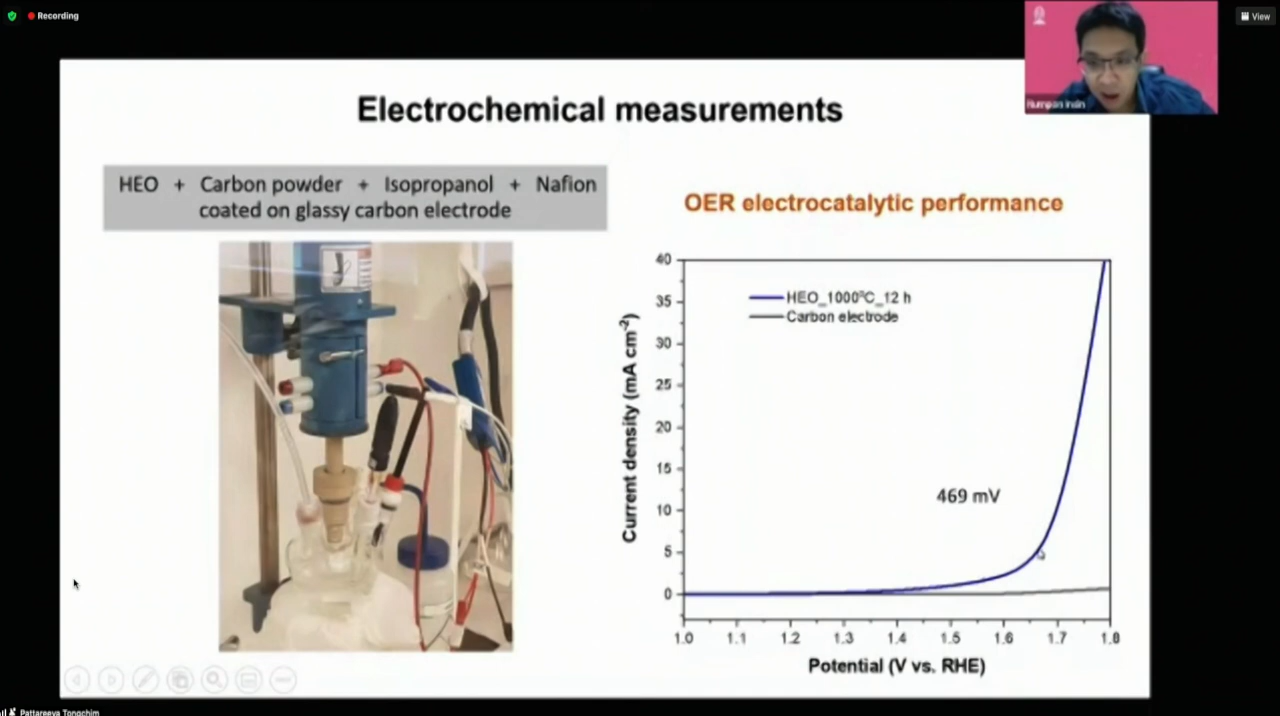 Recording
View
Numpon Insin
Electrochemical measurements
HEO + Carbon powder + Isopropanol + Nafion
coated on glassy carbon electrode
OER electrocatalytic performance
HEO_1000°C_12 h
Carbon electrode
469 mV
Current density (mA cm⁻²)
40
35
30
25
20
15
10
5
0
1.0 1.1 1.2 1.3 1.4 1.5 1.6 1.7 1.8
Potential (V vs. RHE)
Pattareeya Tongchim